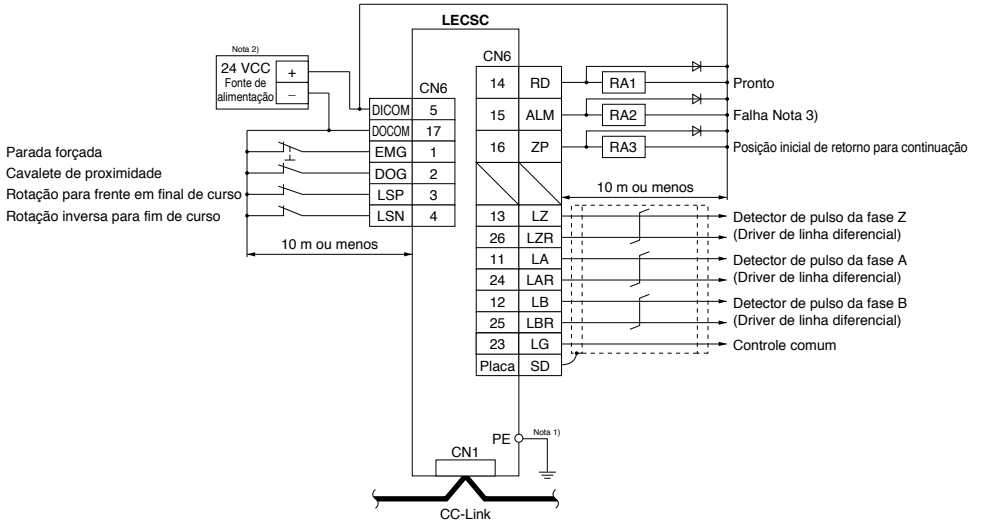 LECSC
Nota 2)
24 VCC
Fonte de
alimentação
+
−
CN6
DICOM 5
DOCOM 17
EMG 1
DOG 2
LSP 3
LSN 4
Parada forçada
Cavalete de proximidade
Rotação para frente em final de curso
Rotação inversa para fim de curso
10 m ou menos
CN6
14 RD RA1 Pronto
15 ALM RA2 Falha Nota 3)
16 ZP RA3 Posição inicial de retorno para continuação
10 m ou menos
13 LZ Detector de pulso da fase Z
26 LZR (Driver de linha diferencial)
11 LA Detector de pulso da fase A
24 LAR (Driver de linha diferencial)
12 LB Detector de pulso da fase B
25 LBR (Driver de linha diferencial)
23 LG Controle comum
Placa SD
PE Nota 1)
CN1
CC-Link